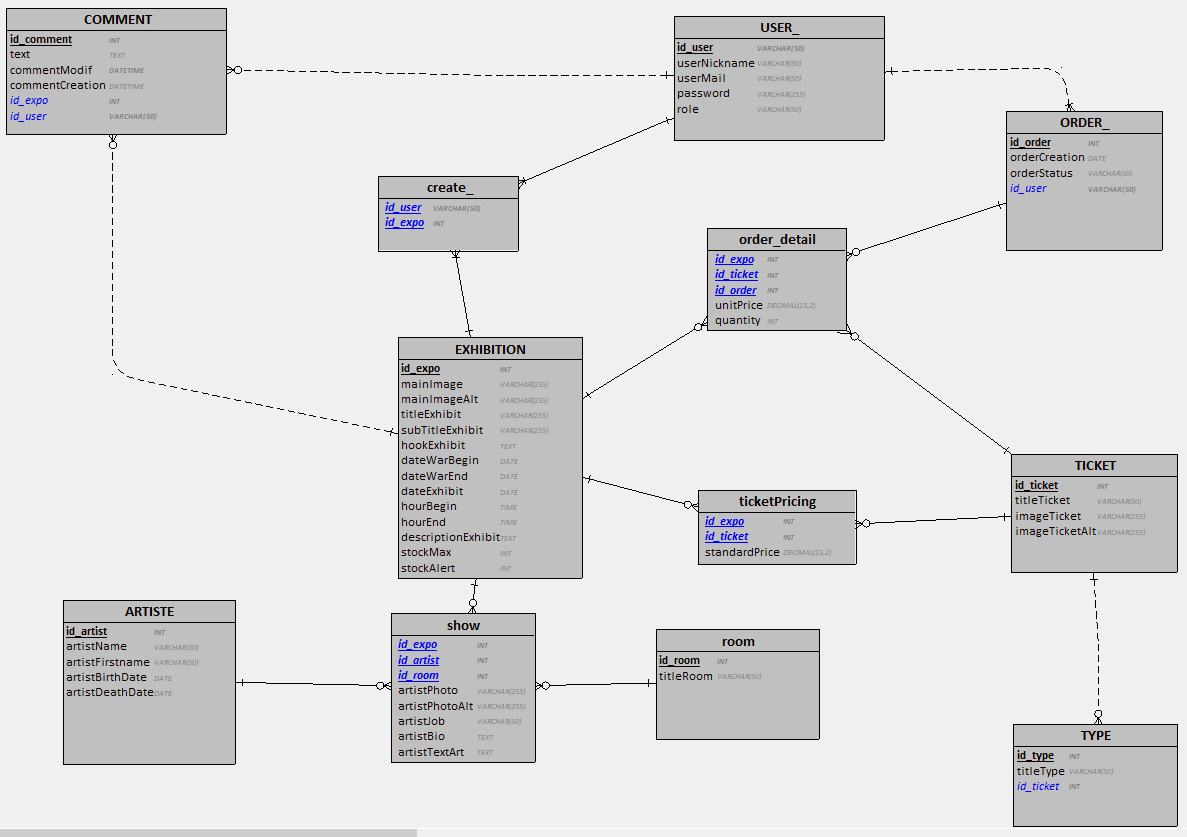 COMMENT
id_comment INT
text TEXT
commentModif DATETIME
commentCreation DATETIME
id_expo INT
id_user VARCHAR(50)
USER_
id_user VARCHAR(50)
userNickname VARCHAR(50)
userMail VARCHAR(50)
password VARCHAR(255)
role VARCHAR(50)
ORDER_
id_order INT
orderCreation DATE
orderStatus VARCHAR(50)
id_user VARCHAR(50)
create_
id_user VARCHAR(50)
id_expo INT
order_detail
id_expo INT
id_ticket INT
id_order INT
unitPrice DECIMAL(15,2)
quantity INT
EXHIBITION
id_expo INT
mainImage VARCHAR(255)
mainImageAlt VARCHAR(255)
titleExhibit VARCHAR(255)
subTitleExhibit VARCHAR(255)
hookExhibit TEXT
dateWarBegin DATE
dateWarEnd DATE
dateExhibit DATE
hourBegin TIME
hourEnd TIME
descriptionExhibit TEXT
stockMax INT
stockAlert INT
TICKET
id_ticket INT
titleTicket VARCHAR(50)
imageTicket VARCHAR(255)
imageTicketAlt VARCHAR(255)
ticketPricing
id_expo INT
id_ticket INT
standardPrice DECIMAL(15,2)
ARTISTE
id_artist INT
artistName VARCHAR(50)
artistFirstname VARCHAR(50)
artistBirthDate DATE
artistDeathDate DATE
show
id_expo INT
id_artist INT
id_room INT
artistPhoto VARCHAR(255)
artistPhotoAlt VARCHAR(255)
artistJob VARCHAR(50)
artistBio TEXT
artistTextArt TEXT
room
id_room INT
titleRoom VARCHAR(50)
TYPE
id_type INT
titleType VARCHAR(50)
id_ticket INT